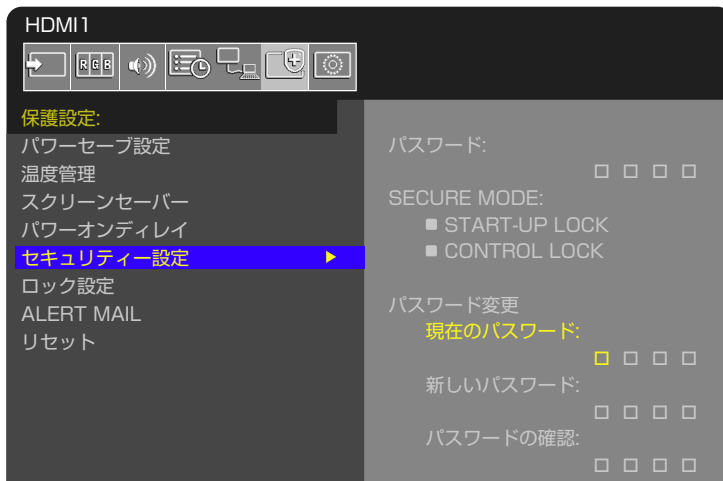 HDMI1
RGB
保護設定:
パワーセーブ設定
温度管理
スクリーンセーバー
パワーオンディレイ
セキュリティー設定
ロック設定
ALERT MAIL
リセット
パスワード:
SECURE MODE:
START-UP LOCK
CONTROL LOCK
パスワード変更
現在のパスワード:
新しいパスワード:
パスワードの確認: